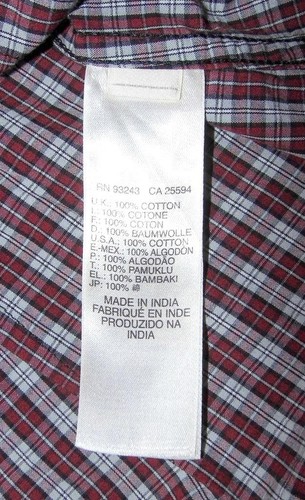 RN 93243 CA 25594
U.K.: 100% COTTON
I.: 100% COTONE
F.: 100% COTON
D.: 100% BAUMWOLLE
U.S.A.: 100% COTTON
E.-MEX.: 100% ALGODÓN
P.: 100% ALGODÃO
T.: 100% PAMUKLU
EL.: 100% BAMBAKI
JP: 100% 綿
MADE IN INDIA
FABRIQUÉ EN INDE
PRODUZIDO NA
INDIA